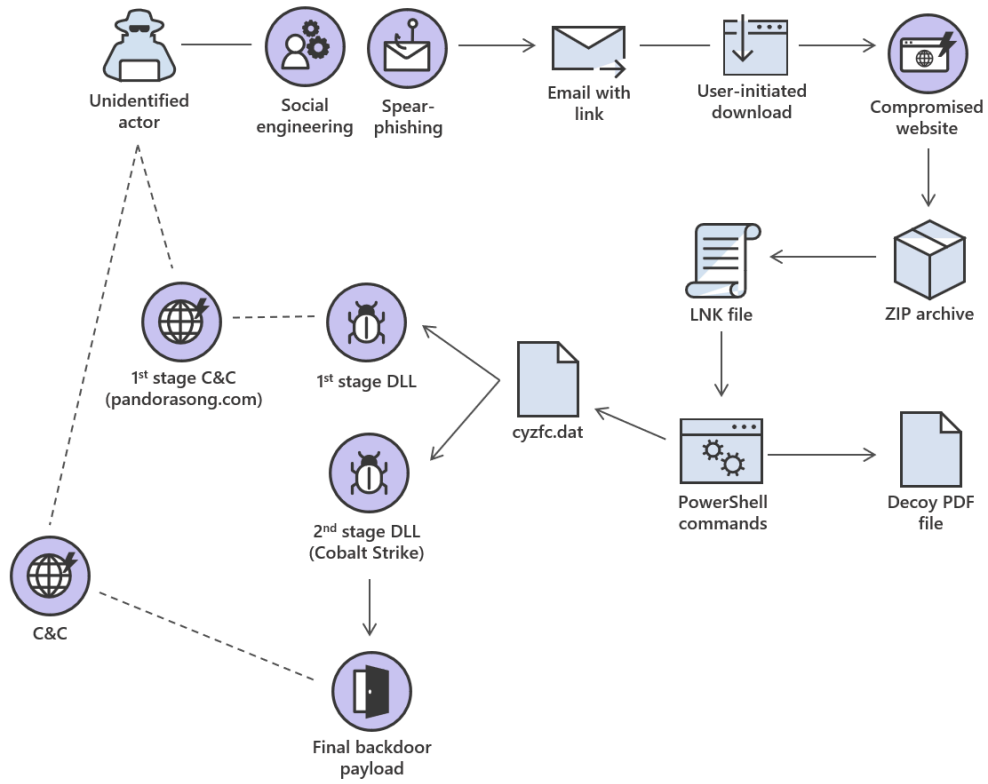 Unidentified
actor
Social
engineering
Spear-
phishing
Email with
link
User-initiated
download
Compromised
website
LNK file
ZIP archive
1st stage C&C
(pandorasong.com)
1st stage DLL
cyzfc.dat
PowerShell
commands
Decoy PDF
file
2nd stage DLL
(Cobalt Strike)
C&C
Final backdoor
payload